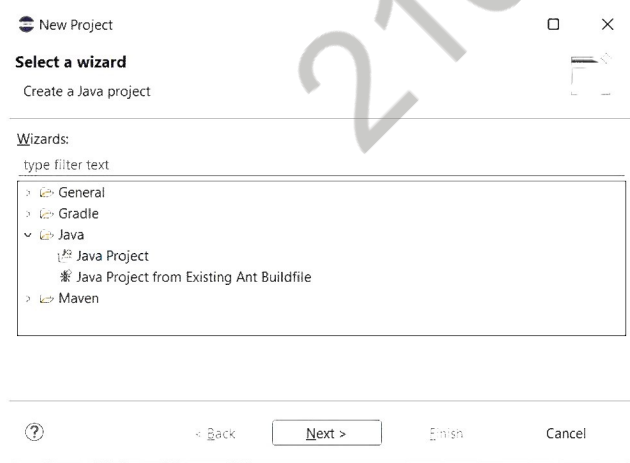 New Project
Select a wizard
Create a Java project
Wizards:
type filter text
General
Gradle
Java
Java Project
Java Project from Existing Ant Buildfile
Maven
? < Back Next > Finish Cancel